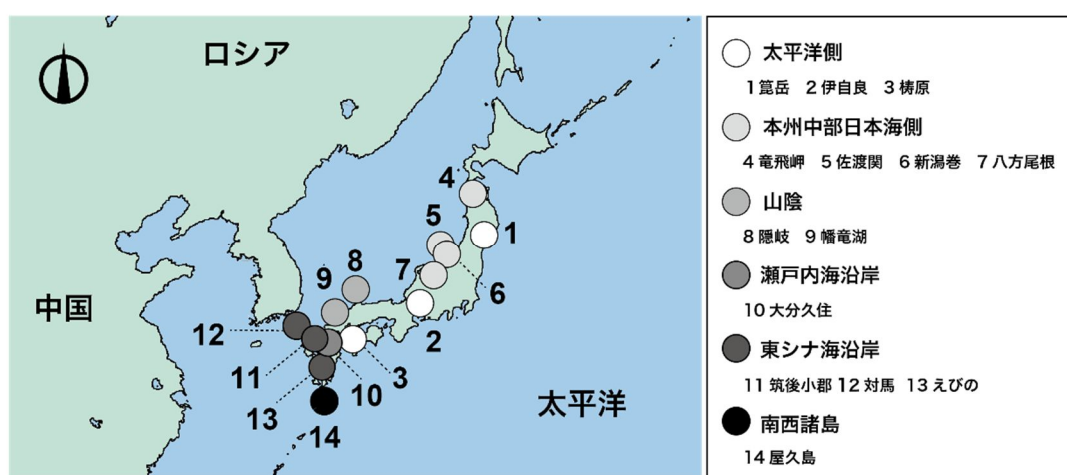 ロシア
中国
太平洋
1
2
3
4
5
6
7
8
9
10
11
12
13
14
太平洋側
1 箟岳 2 伊自良 3 梼原
本州中部日本海側
4 竜飛岬 5 佐渡関 6 新潟巻 7 八方尾根
山陰
8 隠岐 9 幡竜湖
瀬戸内海沿岸
10 大分久住
東シナ海沿岸
11 筑後小郡 12 対馬 13 えびの
南西諸島
14 屋久島